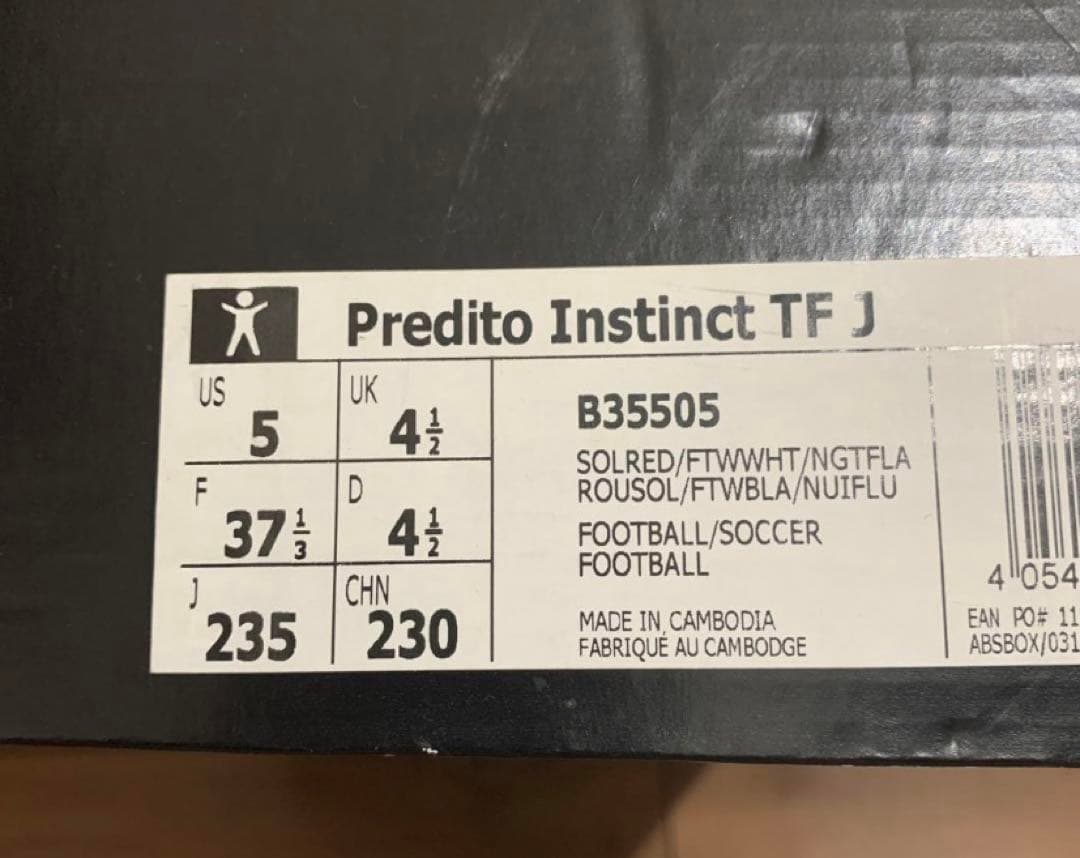 Predito Instinct TF J
US 5 UK 4½
F 37⅓ D 4½
J 235 CHN 230
B35505
SOLRED/FTWWHT/NGTFLA
ROUSOL/FTWBLA/NUIFLU
FOOTBALL/SOCCER
FOOTBALL
MADE IN CAMBODIA
FABRIQUÉ AU CAMBODGE
4 054
EAN PO# 11
ABSBOX/031